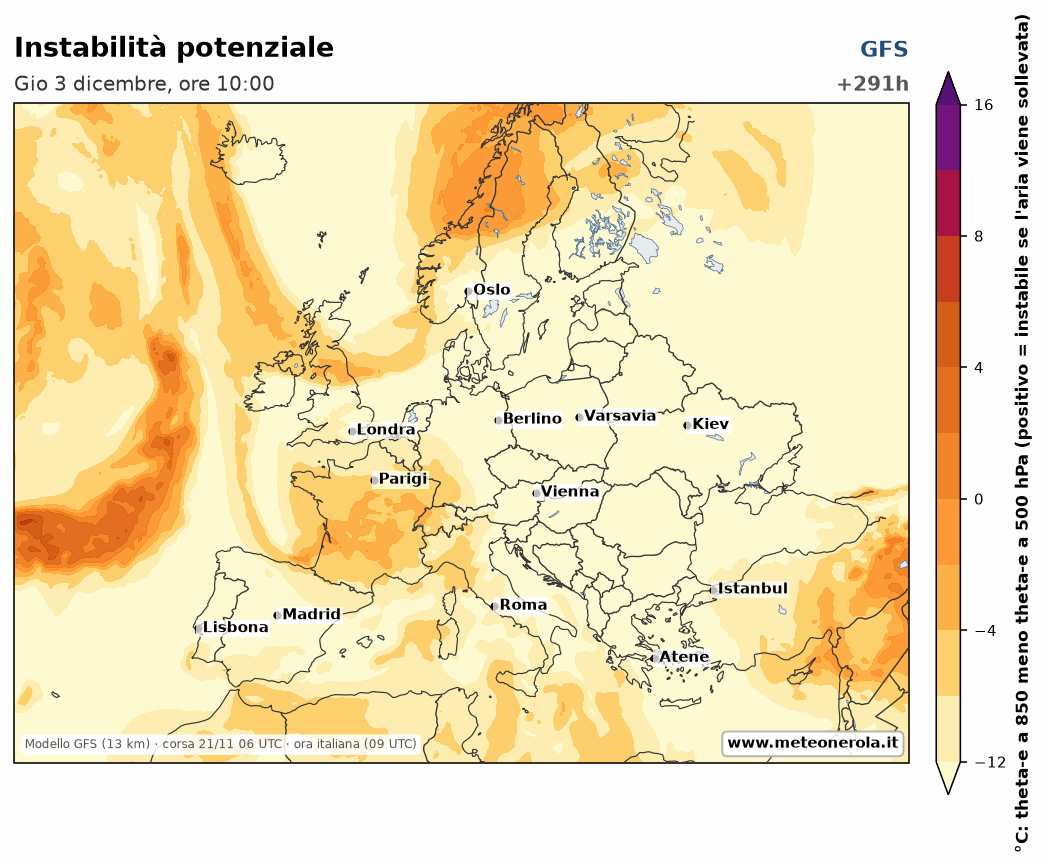 Instabilità potenziale
GFS
Gio 3 dicembre, ore 10:00
+291h
Oslo
Berlino
Varsavia
Kiev
Londra
Parigi
Vienna
Istanbul
Roma
Madrid
Lisbona
Atene
Modello GFS (13 km) · corsa 21/11 06 UTC · ora italiana (09 UTC)
www.meteonerola.it
16
8
4
0
−4
−12
°C: theta-e a 850 meno theta-e a 500 hPa (positivo = instabile se l'aria viene sollevata)